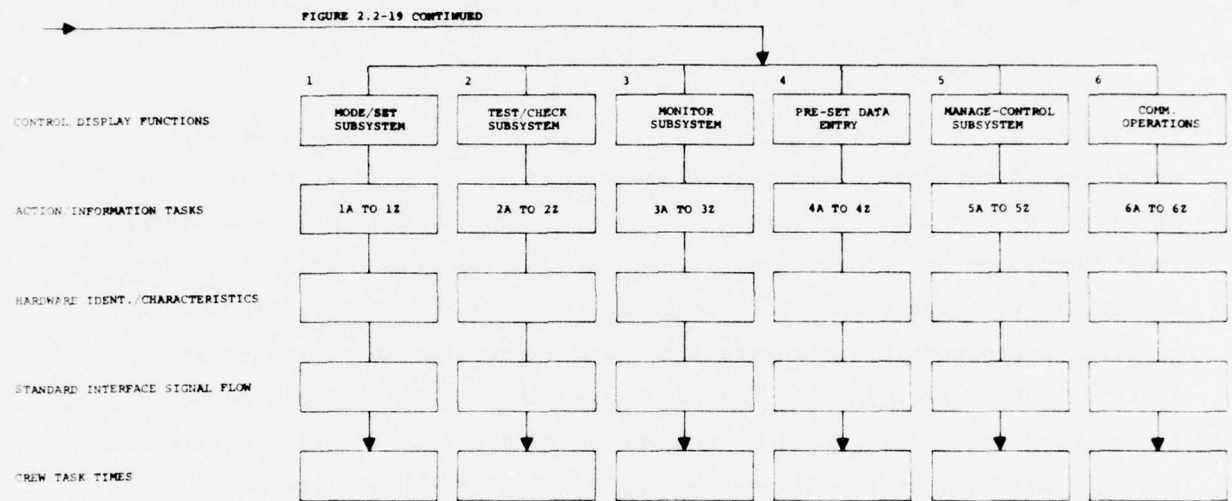 FIGURE 2.2-19 CONTINUED
1 2 3 4 5 6
CONTROL/DISPLAY FUNCTIONS
MODE/SET SUBSYSTEM
TEST/CHECK SUBSYSTEM
MONITOR SUBSYSTEM
PRE-SET DATA ENTRY
MANAGE-CONTROL SUBSYSTEM
COMM. OPERATIONS
ACTION/INFORMATION TASKS
1A TO 1Z
2A TO 2Z
3A TO 3Z
4A TO 4Z
5A TO 5Z
6A TO 6Z
HARDWARE IDENT./CHARACTERISTICS
STANDARD INTERFACE SIGNAL FLOW
CREW TASK TIMES